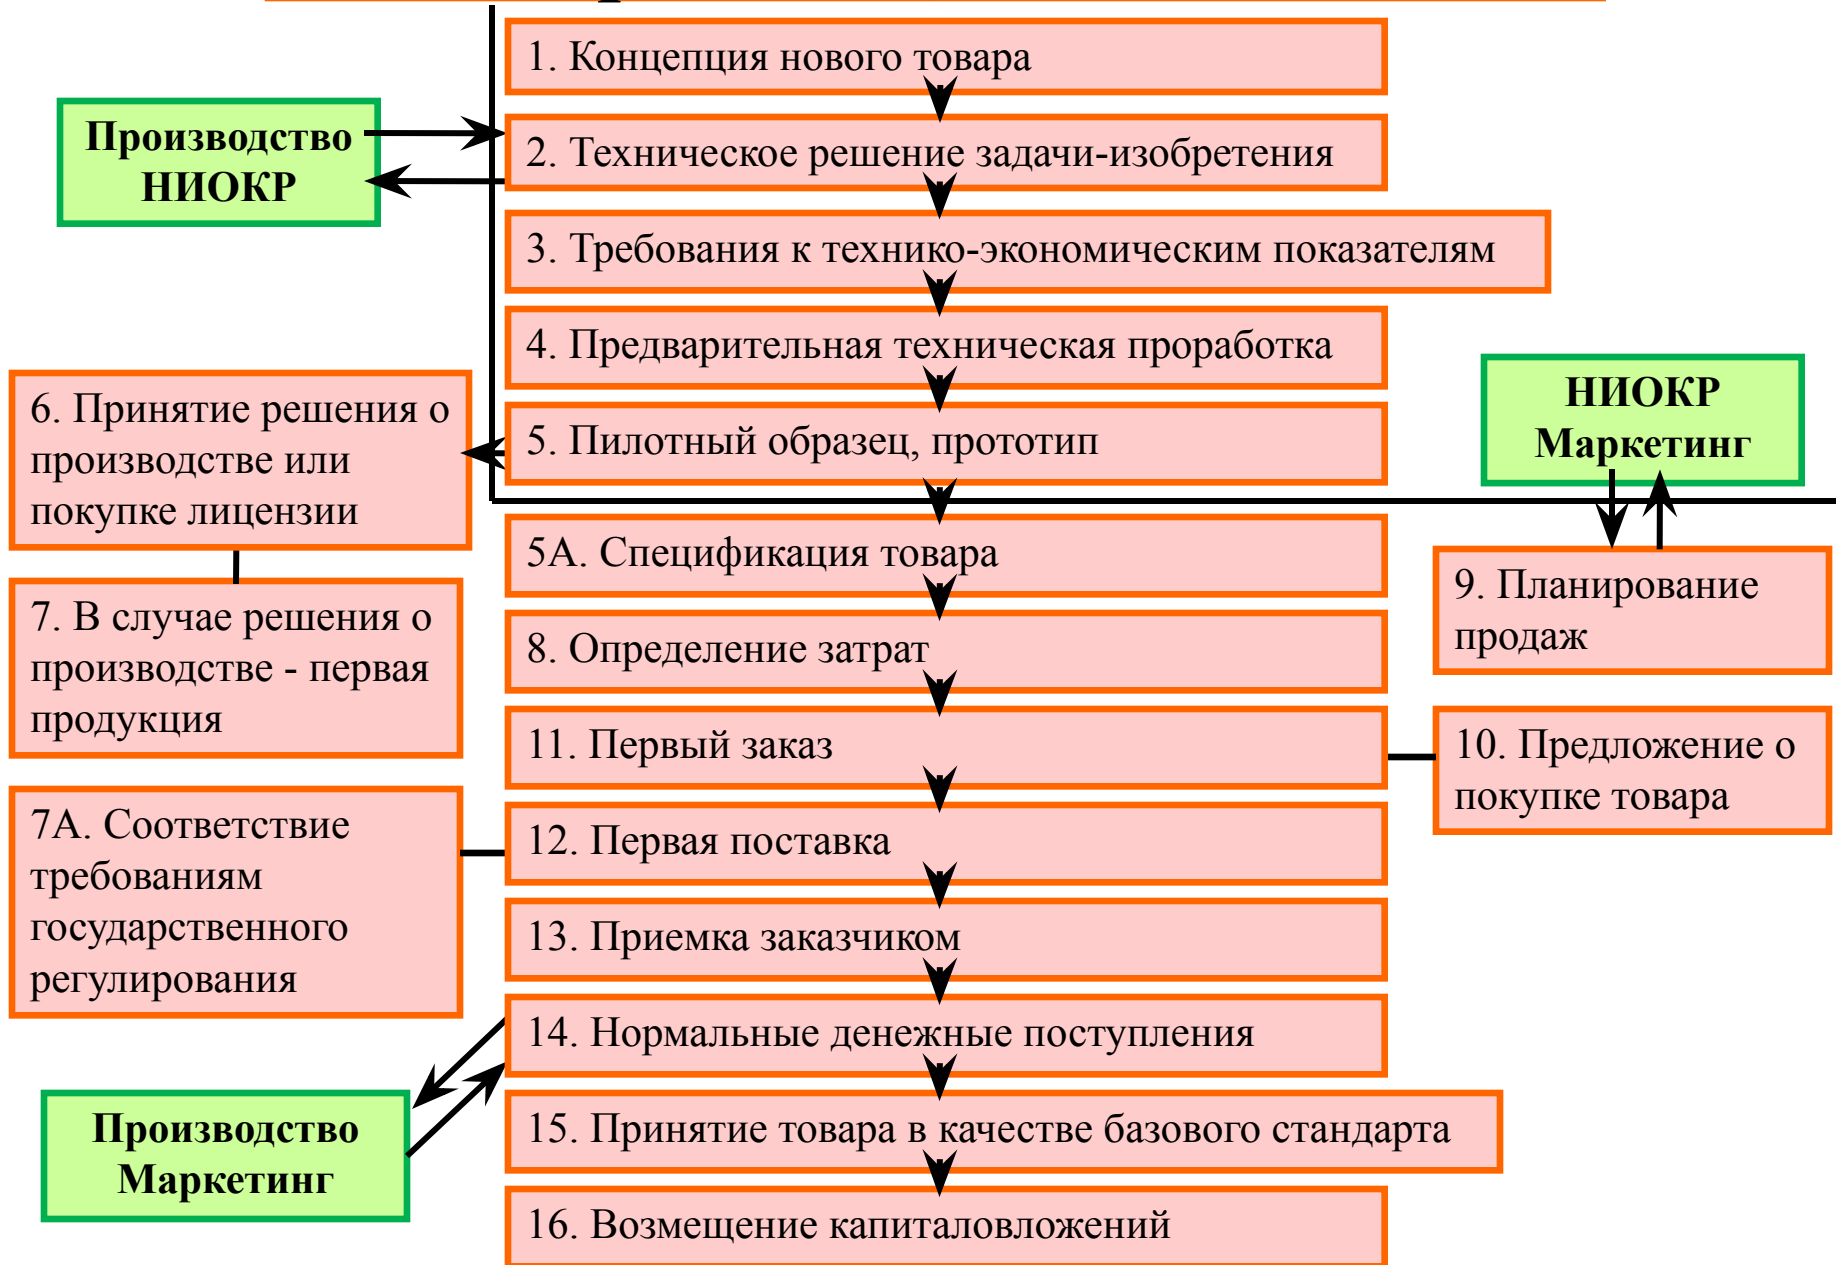 1. Концепция нового товара
Производство
НИОКР
2. Техническое решение задачи-изобретения
3. Требования к технико-экономическим показателям
4. Предварительная техническая проработка
НИОКР
Маркетинг
6. Принятие решения о
производстве или
покупке лицензии
5. Пилотный образец, прототип
5А. Спецификация товара
9. Планирование
продаж
7. В случае решения о
производстве - первая
продукция
8. Определение затрат
11. Первый заказ
10. Предложение о
покупке товара
7А. Соответствие
требованиям
государственного
регулирования
12. Первая поставка
13. Приемка заказчиком
14. Нормальные денежные поступления
Производство
Маркетинг
15. Принятие товара в качестве базового стандарта
16. Возмещение капиталовложений